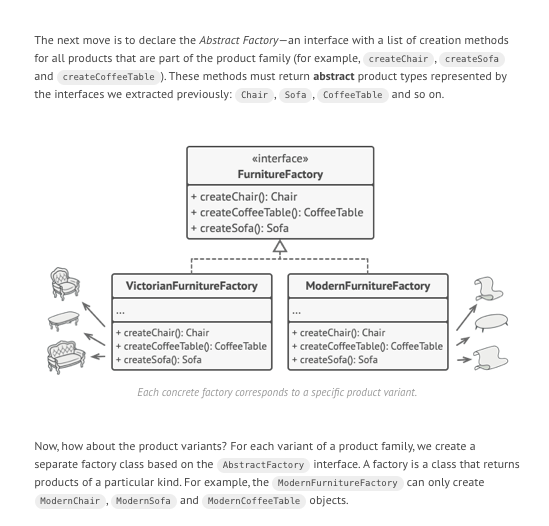 The next move is to declare the Abstract Factory—an interface with a list of creation methods
for all products that are part of the product family (for example, createChair , createSofa
and createCoffeeTable ). These methods must return abstract product types represented by
the interfaces we extracted previously: Chair , Sofa , CoffeeTable and so on.
«interface»
FurnitureFactory
+ createChair(): Chair
+ createCoffeeTable(): CoffeeTable
+ createSofa(): Sofa
VictorianFurnitureFactory
...
+ createChair(): Chair
+ createCoffeeTable(): CoffeeTable
+ createSofa(): Sofa
ModernFurnitureFactory
...
+ createChair(): Chair
+ createCoffeeTable(): CoffeeTable
+ createSofa(): Sofa
Each concrete factory corresponds to a specific product variant.
Now, how about the product variants? For each variant of a product family, we create a
separate factory class based on the AbstractFactory interface. A factory is a class that returns
products of a particular kind. For example, the ModernFurnitureFactory can only create
ModernChair , ModernSofa and ModernCoffeeTable objects.